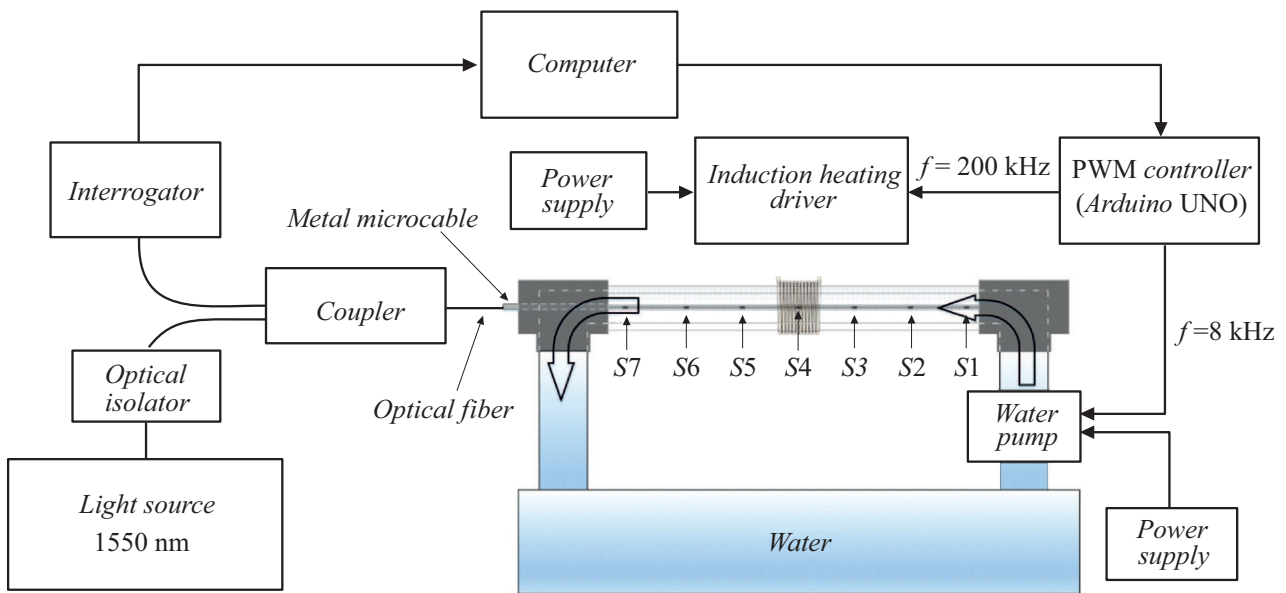 Computer
Interrogator
Power
supply
Induction heating
driver
f = 200 kHz
PWM controller
(Arduino UNO)
Metal microcable
Coupler
f=8 kHz
Optical
isolator
Optical fiber
S7
S6
S5
S4
S3
S2
S1
Water
pump
Light source
1550 nm
Water
Power
supply